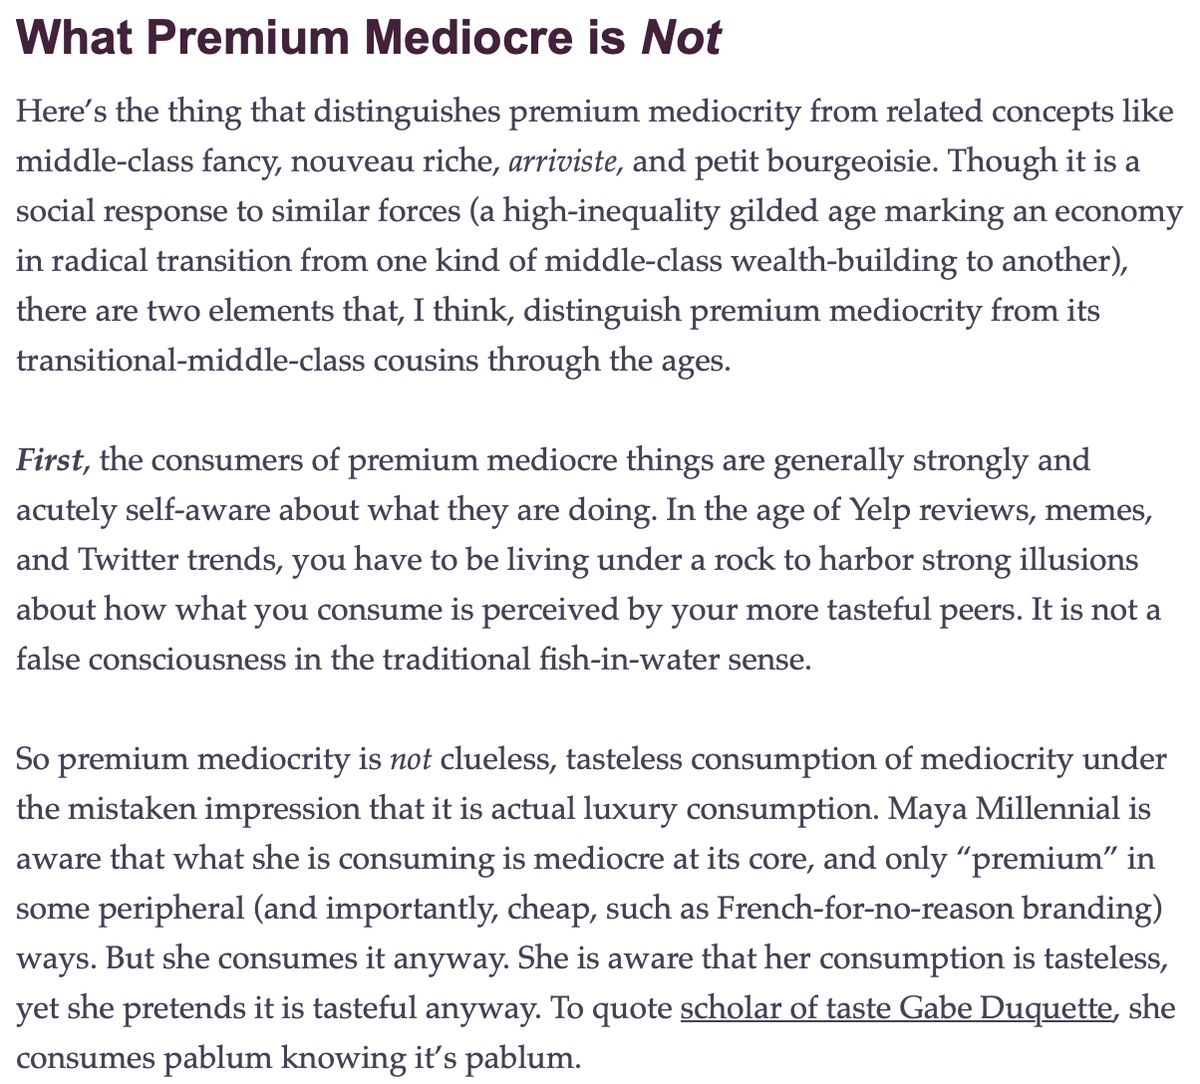 What Premium Mediocre is Not
Here’s the thing that distinguishes premium mediocrity from related concepts like
middle-class fancy, nouveau riche, arriviste, and petit bourgeoisie. Though it is a
social response to similar forces (a high-inequality gilded age marking an economy
in radical transition from one kind of middle-class wealth-building to another),
there are two elements that, I think, distinguish premium mediocrity from its
transitional-middle-class cousins through the ages.
First, the consumers of premium mediocre things are generally strongly and
acutely self-aware about what they are doing. In the age of Yelp reviews, memes,
and Twitter trends, you have to be living under a rock to harbor strong illusions
about how what you consume is perceived by your more tasteful peers. It is not a
false consciousness in the traditional fish-in-water sense.
So premium mediocrity is not clueless, tasteless consumption of mediocrity under
the mistaken impression that it is actual luxury consumption. Maya Millennial is
aware that what she is consuming is mediocre at its core, and only “premium” in
some peripheral (and importantly, cheap, such as French-for-no-reason branding)
ways. But she consumes it anyway. She is aware that her consumption is tasteless,
yet she pretends it is tasteful anyway. To quote scholar of taste Gabe Duquette, she
consumes pablum knowing it’s pablum.